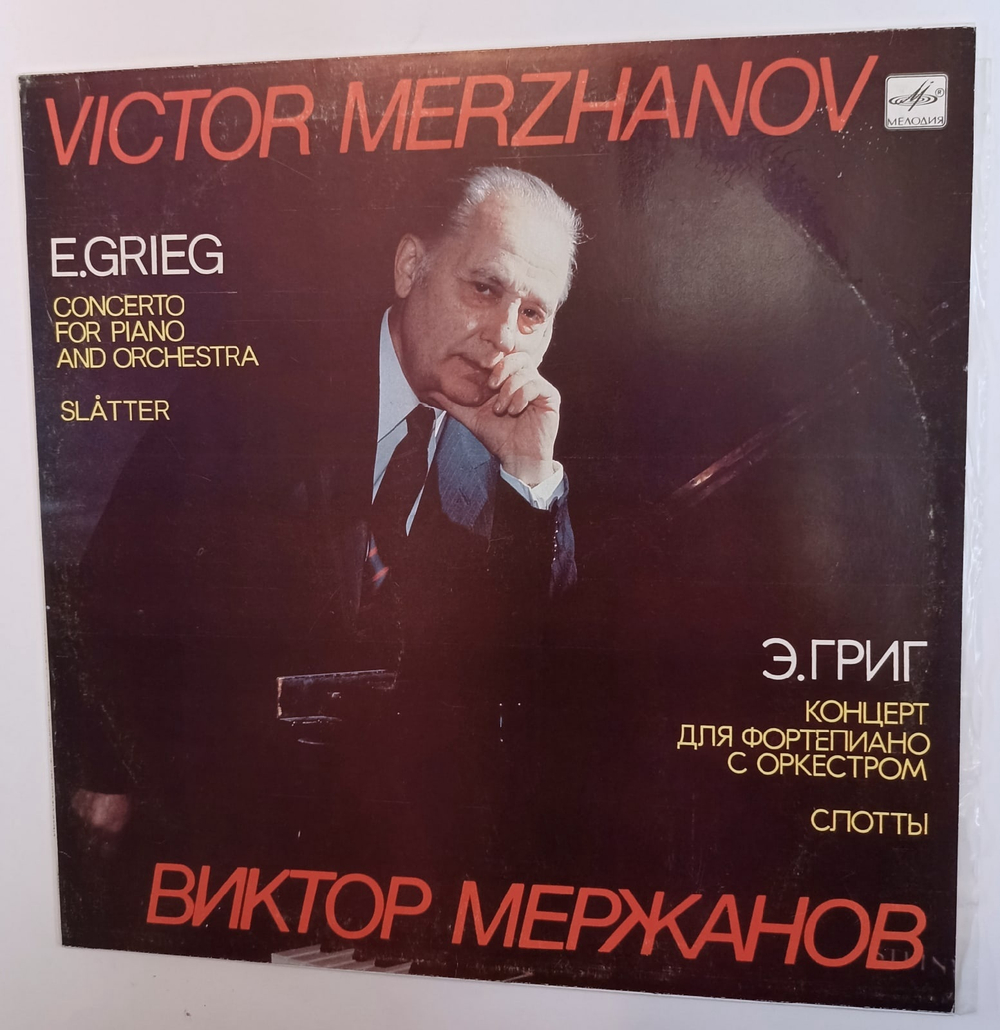 VICTOR MERZHANOV
МЕЛОДИЯ
E.GRIEG
CONCERTO
FOR PIANO
AND ORCHESTRA
SLÅTTER
Э.ГРИГ
КОНЦЕРТ
ДЛЯ ФОРТЕПИАНО
С ОРКЕСТРОМ
СЛОТТЫ
ВИКТОР МЕРЖАНОВ